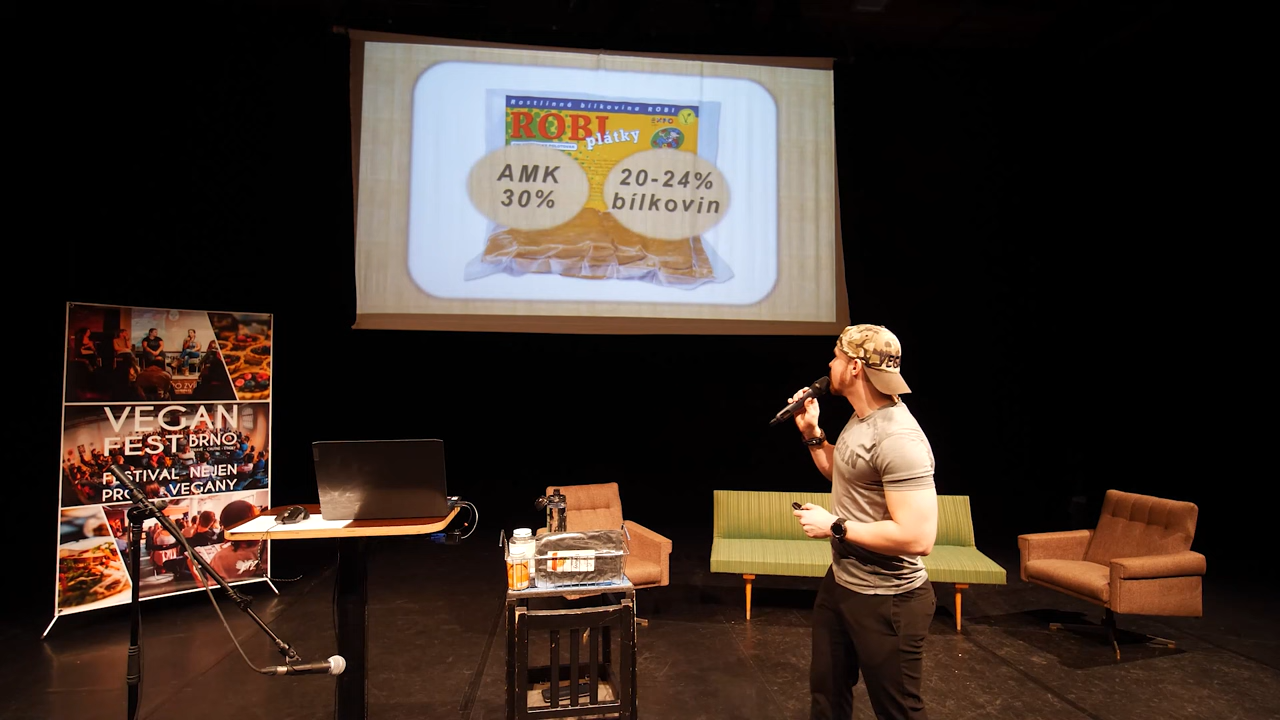 Rostlinná bílkovina ROBI
ROBI
plátky
AMK
30%
20-24%
bílkovin
VEGAN
FEST BRNO
FESTIVAL NEJEN
PRO VEGANY